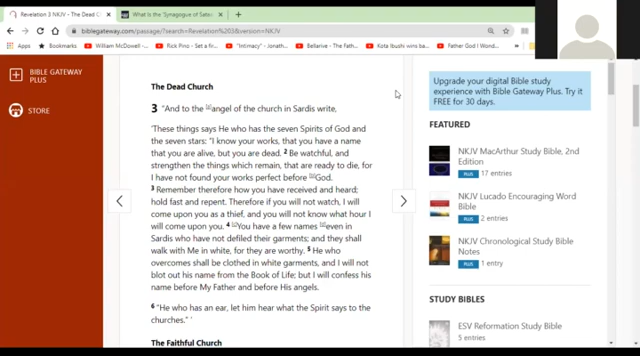 Revelation 3 NKJV - The Dead Ch
What Is the 'Synagogue of Satan
biblegateway.com/passage/?search=Revelation%203&version=NKJV
Apps
Bookmarks
William McDowell -
Rick Pino - Set a fir
"Intimacy" - Jonath
Bellarive - The Fath
Kota Ibushi wins ba
Father God I Wond
BIBLE GATEWAY
PLUS
STORE
The Dead Church
3 "And to the [a]angel of the church in Sardis write,
'These things says He who has the seven Spirits of God and
the seven stars: "I know your works, that you have a name
that you are alive, but you are dead. 2 Be watchful, and
strengthen the things which remain, that are ready to die, for
I have not found your works perfect before [b]God.
3 Remember therefore how you have received and heard;
hold fast and repent. Therefore if you will not watch, I will
come upon you as a thief, and you will not know what hour I
will come upon you. 4 [c]You have a few names [d]even in
Sardis who have not defiled their garments; and they shall
walk with Me in white, for they are worthy. 5 He who
overcomes shall be clothed in white garments, and I will not
blot out his name from the Book of Life; but I will confess his
name before My Father and before His angels.
6 "He who has an ear, let him hear what the Spirit says to the
churches." '
The Faithful Church
Upgrade your digital Bible study
experience with Bible Gateway Plus. Try it
FREE for 30 days.
FEATURED
NKJV MacArthur Study Bible, 2nd
Edition
PLUS 17 entries
NKJV Lucado Encouraging Word
Bible
PLUS 2 entries
NKJV Chronological Study Bible
Notes
PLUS 1 entry
STUDY BIBLES
ESV Reformation Study Bible
PLUS 5 entries